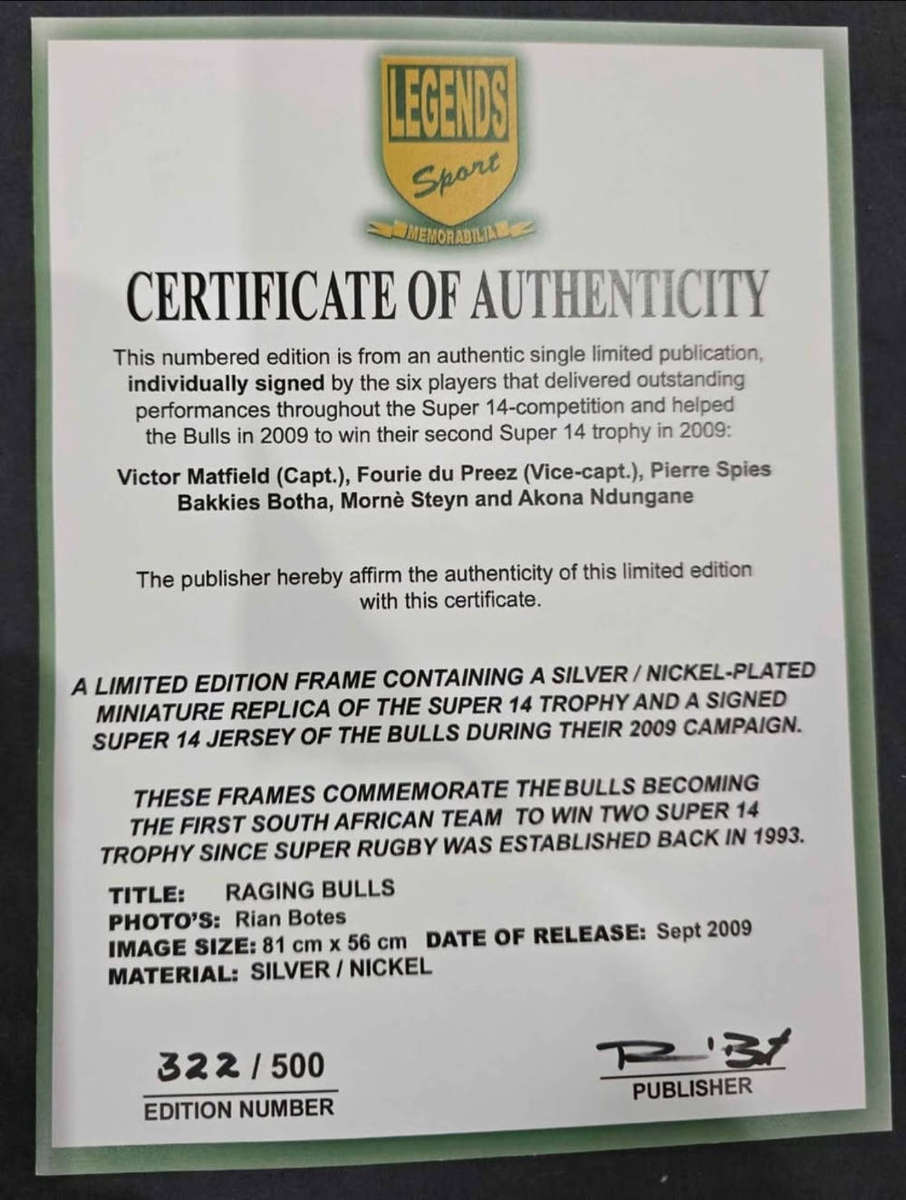 LEGENDS
Sport
MEMORABILIA
CERTIFICATE OF AUTHENTICITY
This numbered edition is from an authentic single limited publication,
individually signed by the six players that delivered outstanding
performances throughout the Super 14-competition and helped
the Bulls in 2009 to win their second Super 14 trophy in 2009:
Victor Matfield (Capt.), Fourie du Preez (Vice-capt.), Pierre Spies
Bakkies Botha, Mornè Steyn and Akona Ndungane
The publisher hereby affirm the authenticity of this limited edition
with this certificate.
A LIMITED EDITION FRAME CONTAINING A SILVER / NICKEL-PLATED
MINIATURE REPLICA OF THE SUPER 14 TROPHY AND A SIGNED
SUPER 14 JERSEY OF THE BULLS DURING THEIR 2009 CAMPAIGN.
THESE FRAMES COMMEMORATE THE BULLS BECOMING
THE FIRST SOUTH AFRICAN TEAM TO WIN TWO SUPER 14
TROPHY SINCE SUPER RUGBY WAS ESTABLISHED BACK IN 1993.
TITLE: RAGING BULLS
PHOTO'S: Rian Botes
IMAGE SIZE: 81 cm x 56 cm DATE OF RELEASE: Sept 2009
MATERIAL: SILVER / NICKEL
322 / 500
EDITION NUMBER
PUBLISHER